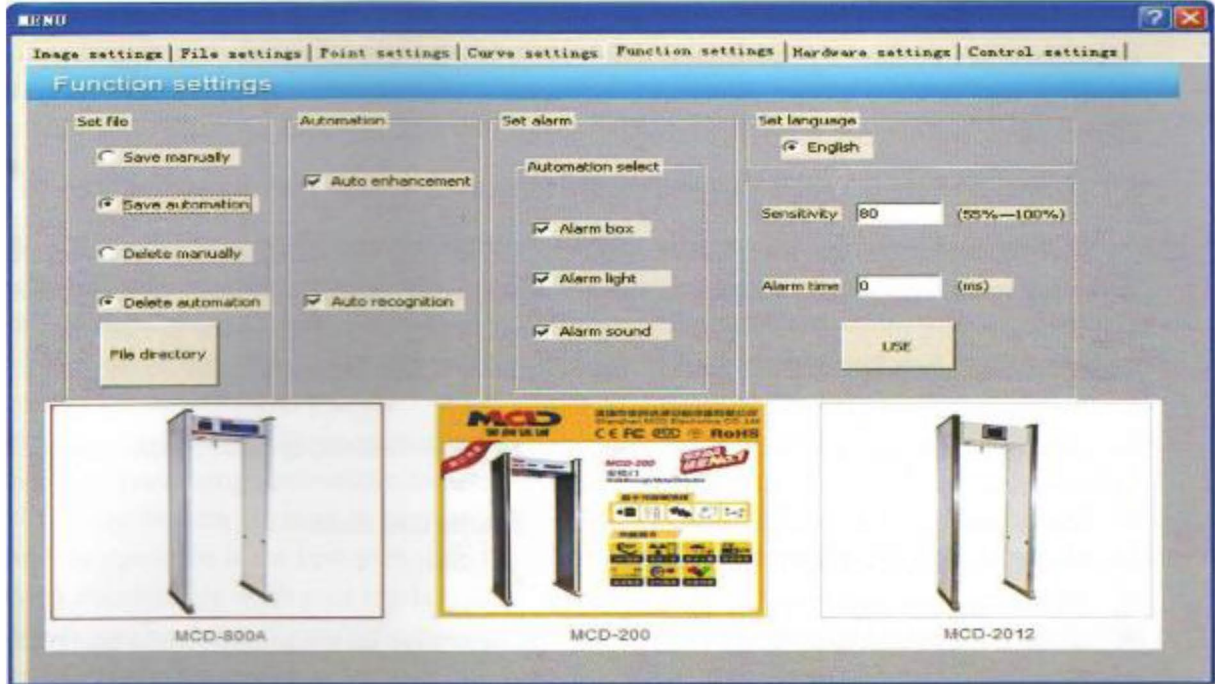 MENU
Image settings | File settings | Point settings | Curve settings Function settings | Hardware settings | Control settings |
Function settings
Set file
Save manually
Save automation
Delete manually
Delete automation
File directory
Automation
Auto enhancement
Auto recognition
Set alarm
Automation select
Alarm box
Alarm light
Alarm sound
Set language
English
Sensitivity 80 (55%—100%)
Alarm time 0 (ms)
USE
MCD
CE FC RoHS
MCD-200
安检门
MCD-800A
MCD-200
MCD-2012